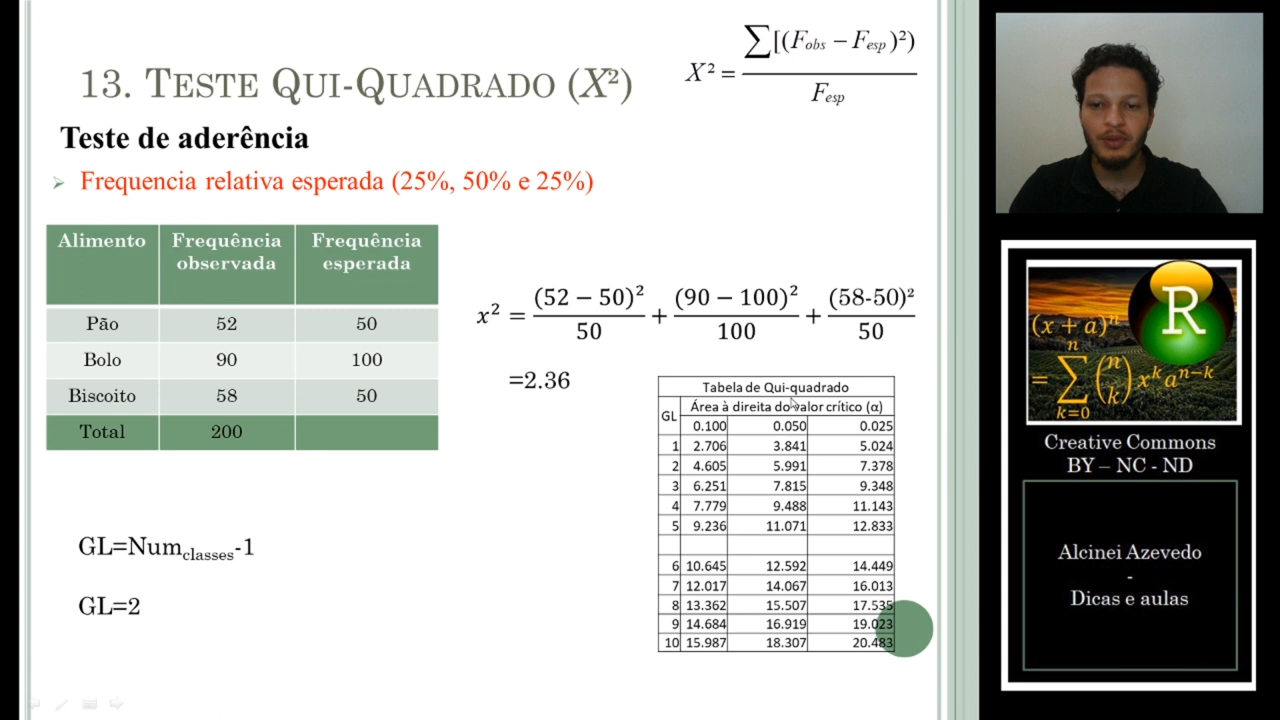 13. TESTE QUI-QUADRADO (X²)
X² = ∑[(Fobs − Fesp)²) / Fesp
Teste de aderência
Frequencia relativa esperada (25%, 50% e 25%)
Alimento Frequência observada Frequência esperada
Pão 52 50
Bolo 90 100
Biscoito 58 50
Total 200
x² = (52 − 50)²/50 + (90 − 100)²/100 + (58-50)²/50
=2.36
Tabela de Qui-quadrado
GL Área à direita do valor crítico (α)
0.100 0.050 0.025
1 2.706 3.841 5.024
2 4.605 5.991 7.378
3 6.251 7.815 9.348
4 7.779 9.488 11.143
5 9.236 11.071 12.833
6 10.645 12.592 14.449
7 12.017 14.067 16.013
8 13.362 15.507 17.535
9 14.684 16.919 19.023
10 15.987 18.307 20.483
GL=Numclasses-1
GL=2
R
(x + a)ⁿ
= ∑ n k=0 (n k) xᵏaⁿ⁻ᵏ
Creative Commons
BY – NC - ND
Alcinei Azevedo
-
Dicas e aulas